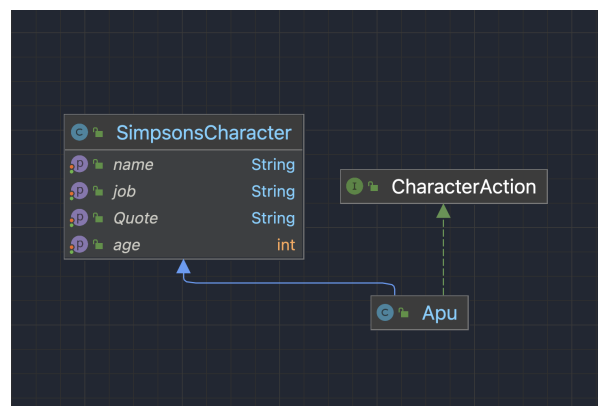 C SimpsonsCharacter
p name String
p job String
p Quote String
p age int
I CharacterAction
C Apu